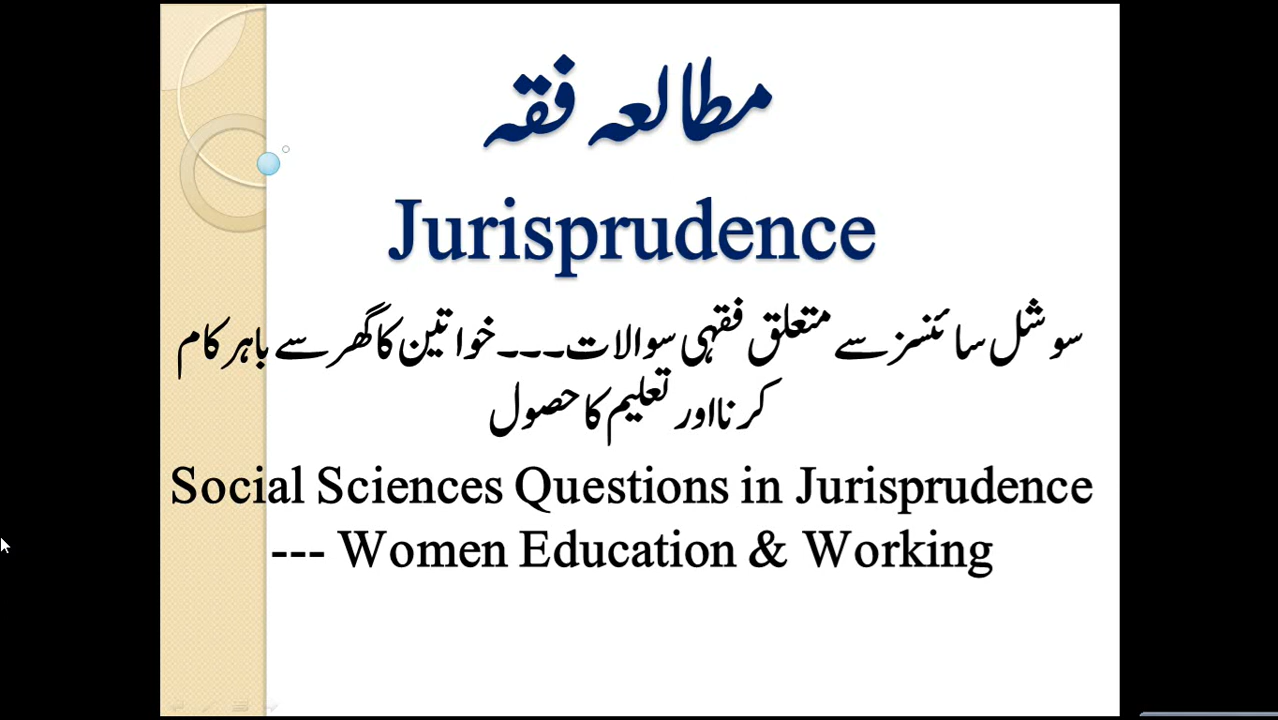 مطالعہ فقہ
Jurisprudence
سوشل سائنسز سے متعلق فقہی سوالات۔۔۔ خواتین کا گھر سے باہر کام
کرنا اور تعلیم کا حصول
Social Sciences Questions in Jurisprudence
--- Women Education & Working